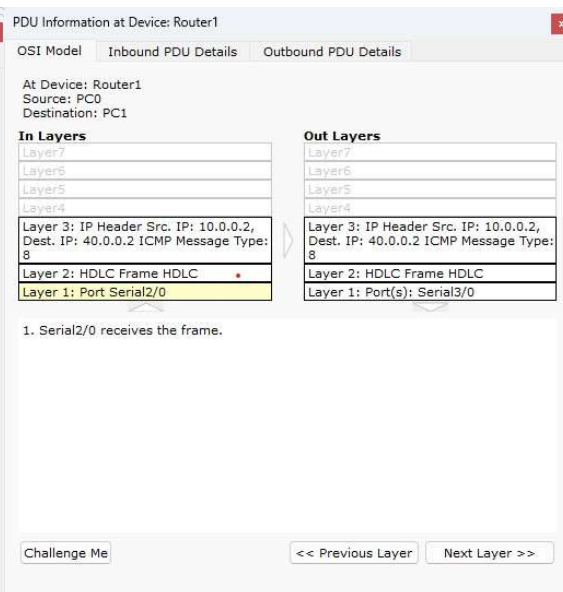 PDU Information at Device: Router1
x
OSI Model Inbound PDU Details Outbound PDU Details
At Device: Router1
Source: PC0
Destination: PC1
In Layers
Layer7
Layer6
Layer5
Layer4
Layer 3: IP Header Src. IP: 10.0.0.2,
Dest. IP: 40.0.0.2 ICMP Message Type:
8
Layer 2: HDLC Frame HDLC
Layer 1: Port Serial2/0
Out Layers
Layer7
Layer6
Layer5
Layer4
Layer 3: IP Header Src. IP: 10.0.0.2,
Dest. IP: 40.0.0.2 ICMP Message Type:
8
Layer 2: HDLC Frame HDLC
Layer 1: Port(s): Serial3/0
1. Serial2/0 receives the frame.
Challenge Me << Previous Layer Next Layer >>